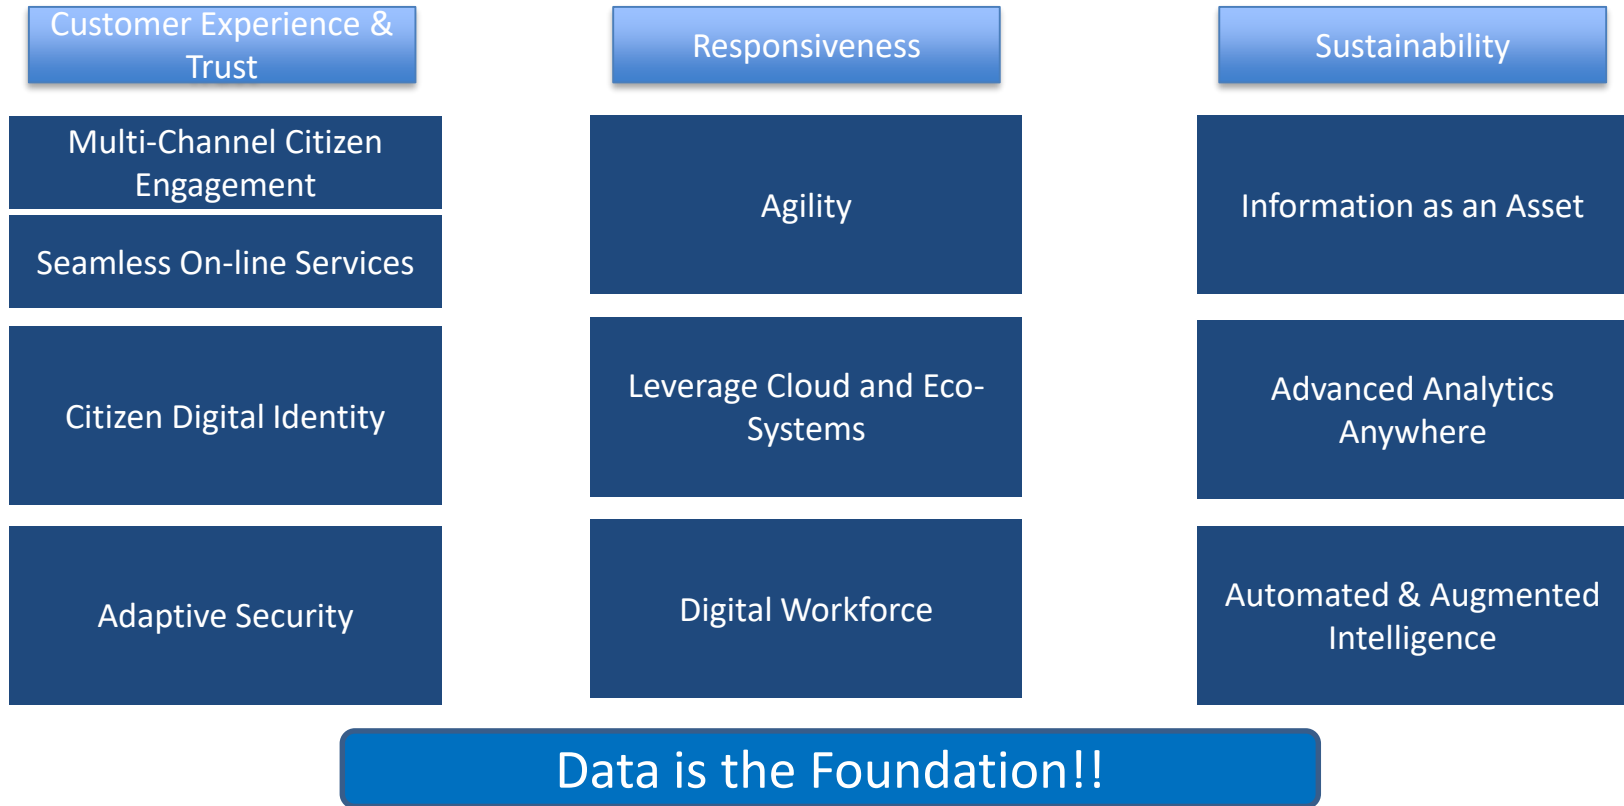 Customer Experience &
Trust
Responsiveness
Sustainability
Multi-Channel Citizen
Engagement
Seamless On-line Services
Citizen Digital Identity
Adaptive Security
Agility
Leverage Cloud and Eco-
Systems
Digital Workforce
Information as an Asset
Advanced Analytics
Anywhere
Automated & Augmented
Intelligence
Data is the Foundation!!